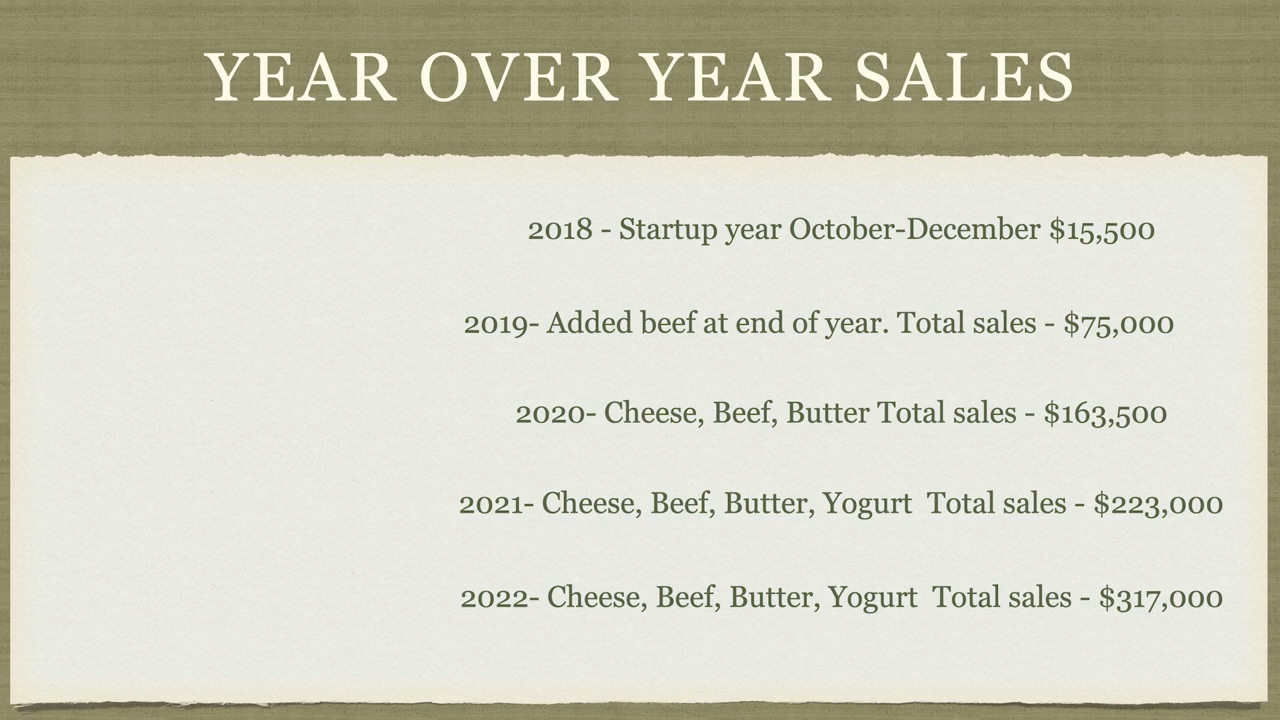 YEAR OVER YEAR SALES
2018 - Startup year October-December $15,500
2019- Added beef at end of year. Total sales - $75,000
2020- Cheese, Beef, Butter Total sales - $163,500
2021- Cheese, Beef, Butter, Yogurt  Total sales - $223,000
2022- Cheese, Beef, Butter, Yogurt  Total sales - $317,000